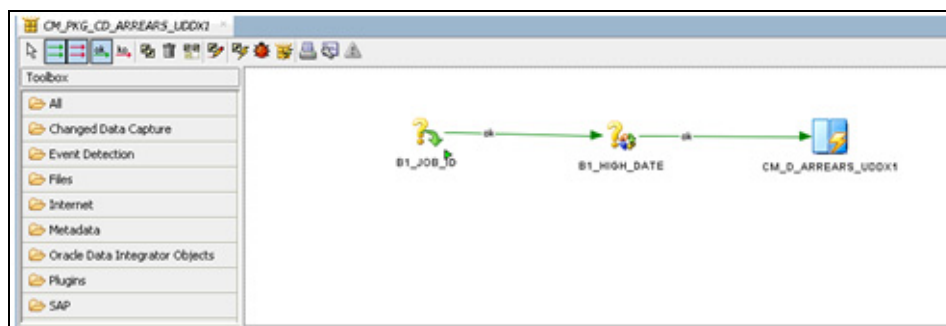 CM_PKG_CD_ARREARS_UDDX1
ok
Toolbox
All
Changed Data Capture
Event Detection
Files
Internet
Metadata
Oracle Data Integrator Objects
Plugins
SAP
ok
ok
B1_JOB_ID
B1_HIGH_DATE
CM_D_ARREARS_UDDX1